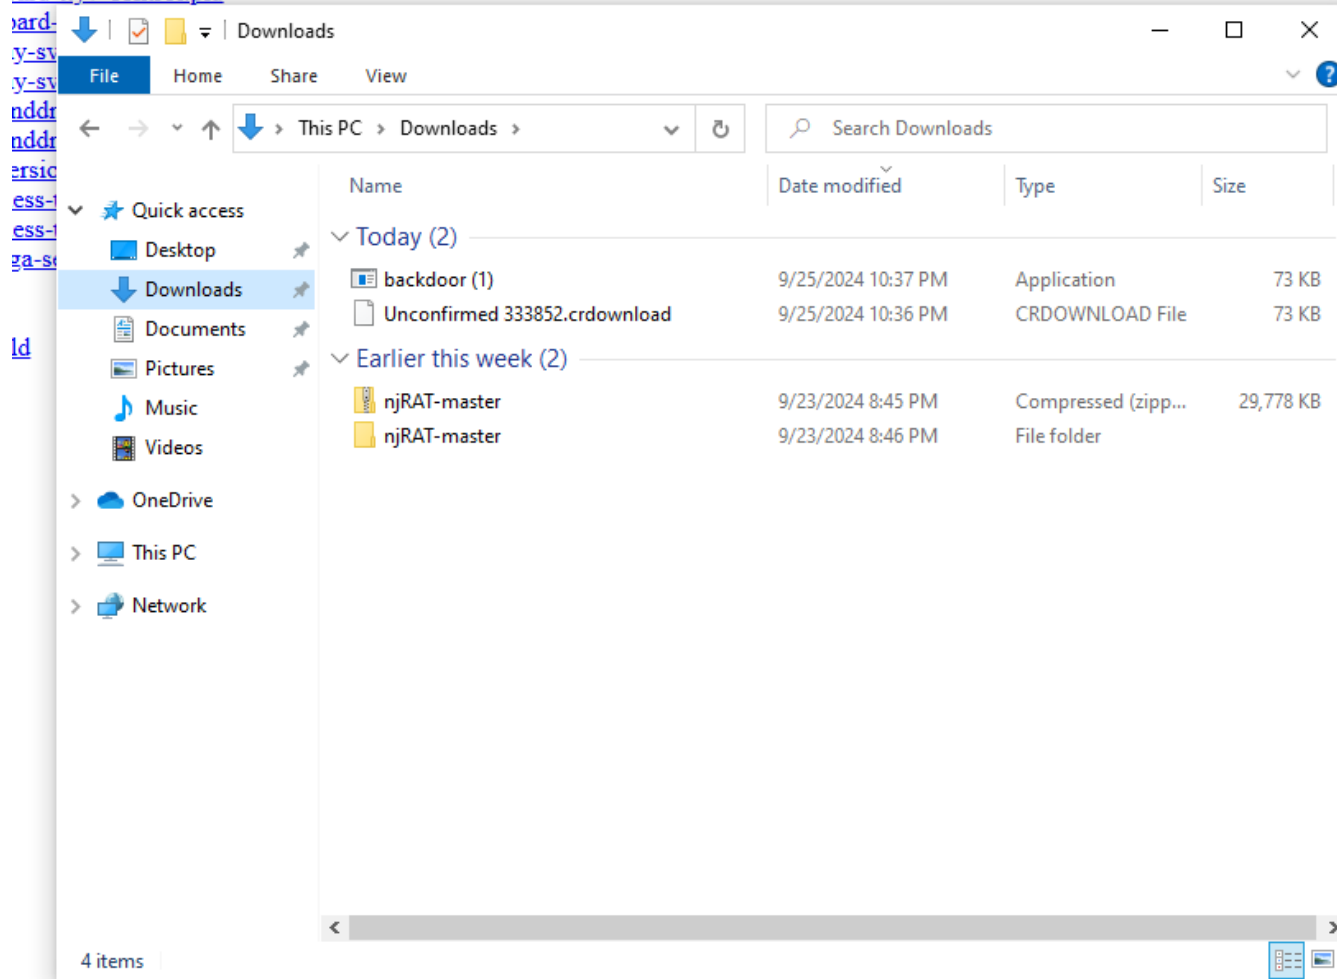 Downloads
File Home Share View
This PC Downloads
Search Downloads
Name Date modified Type Size
Quick access
Desktop
Downloads
Documents
Pictures
Music
Videos
OneDrive
This PC
Network
Today (2)
backdoor (1) 9/25/2024 10:37 PM Application 73 KB
Unconfirmed 333852.crdownload 9/25/2024 10:36 PM CRDOWNLOAD File 73 KB
Earlier this week (2)
njRAT-master 9/23/2024 8:45 PM Compressed (zipp... 29,778 KB
njRAT-master 9/23/2024 8:46 PM File folder
4 items